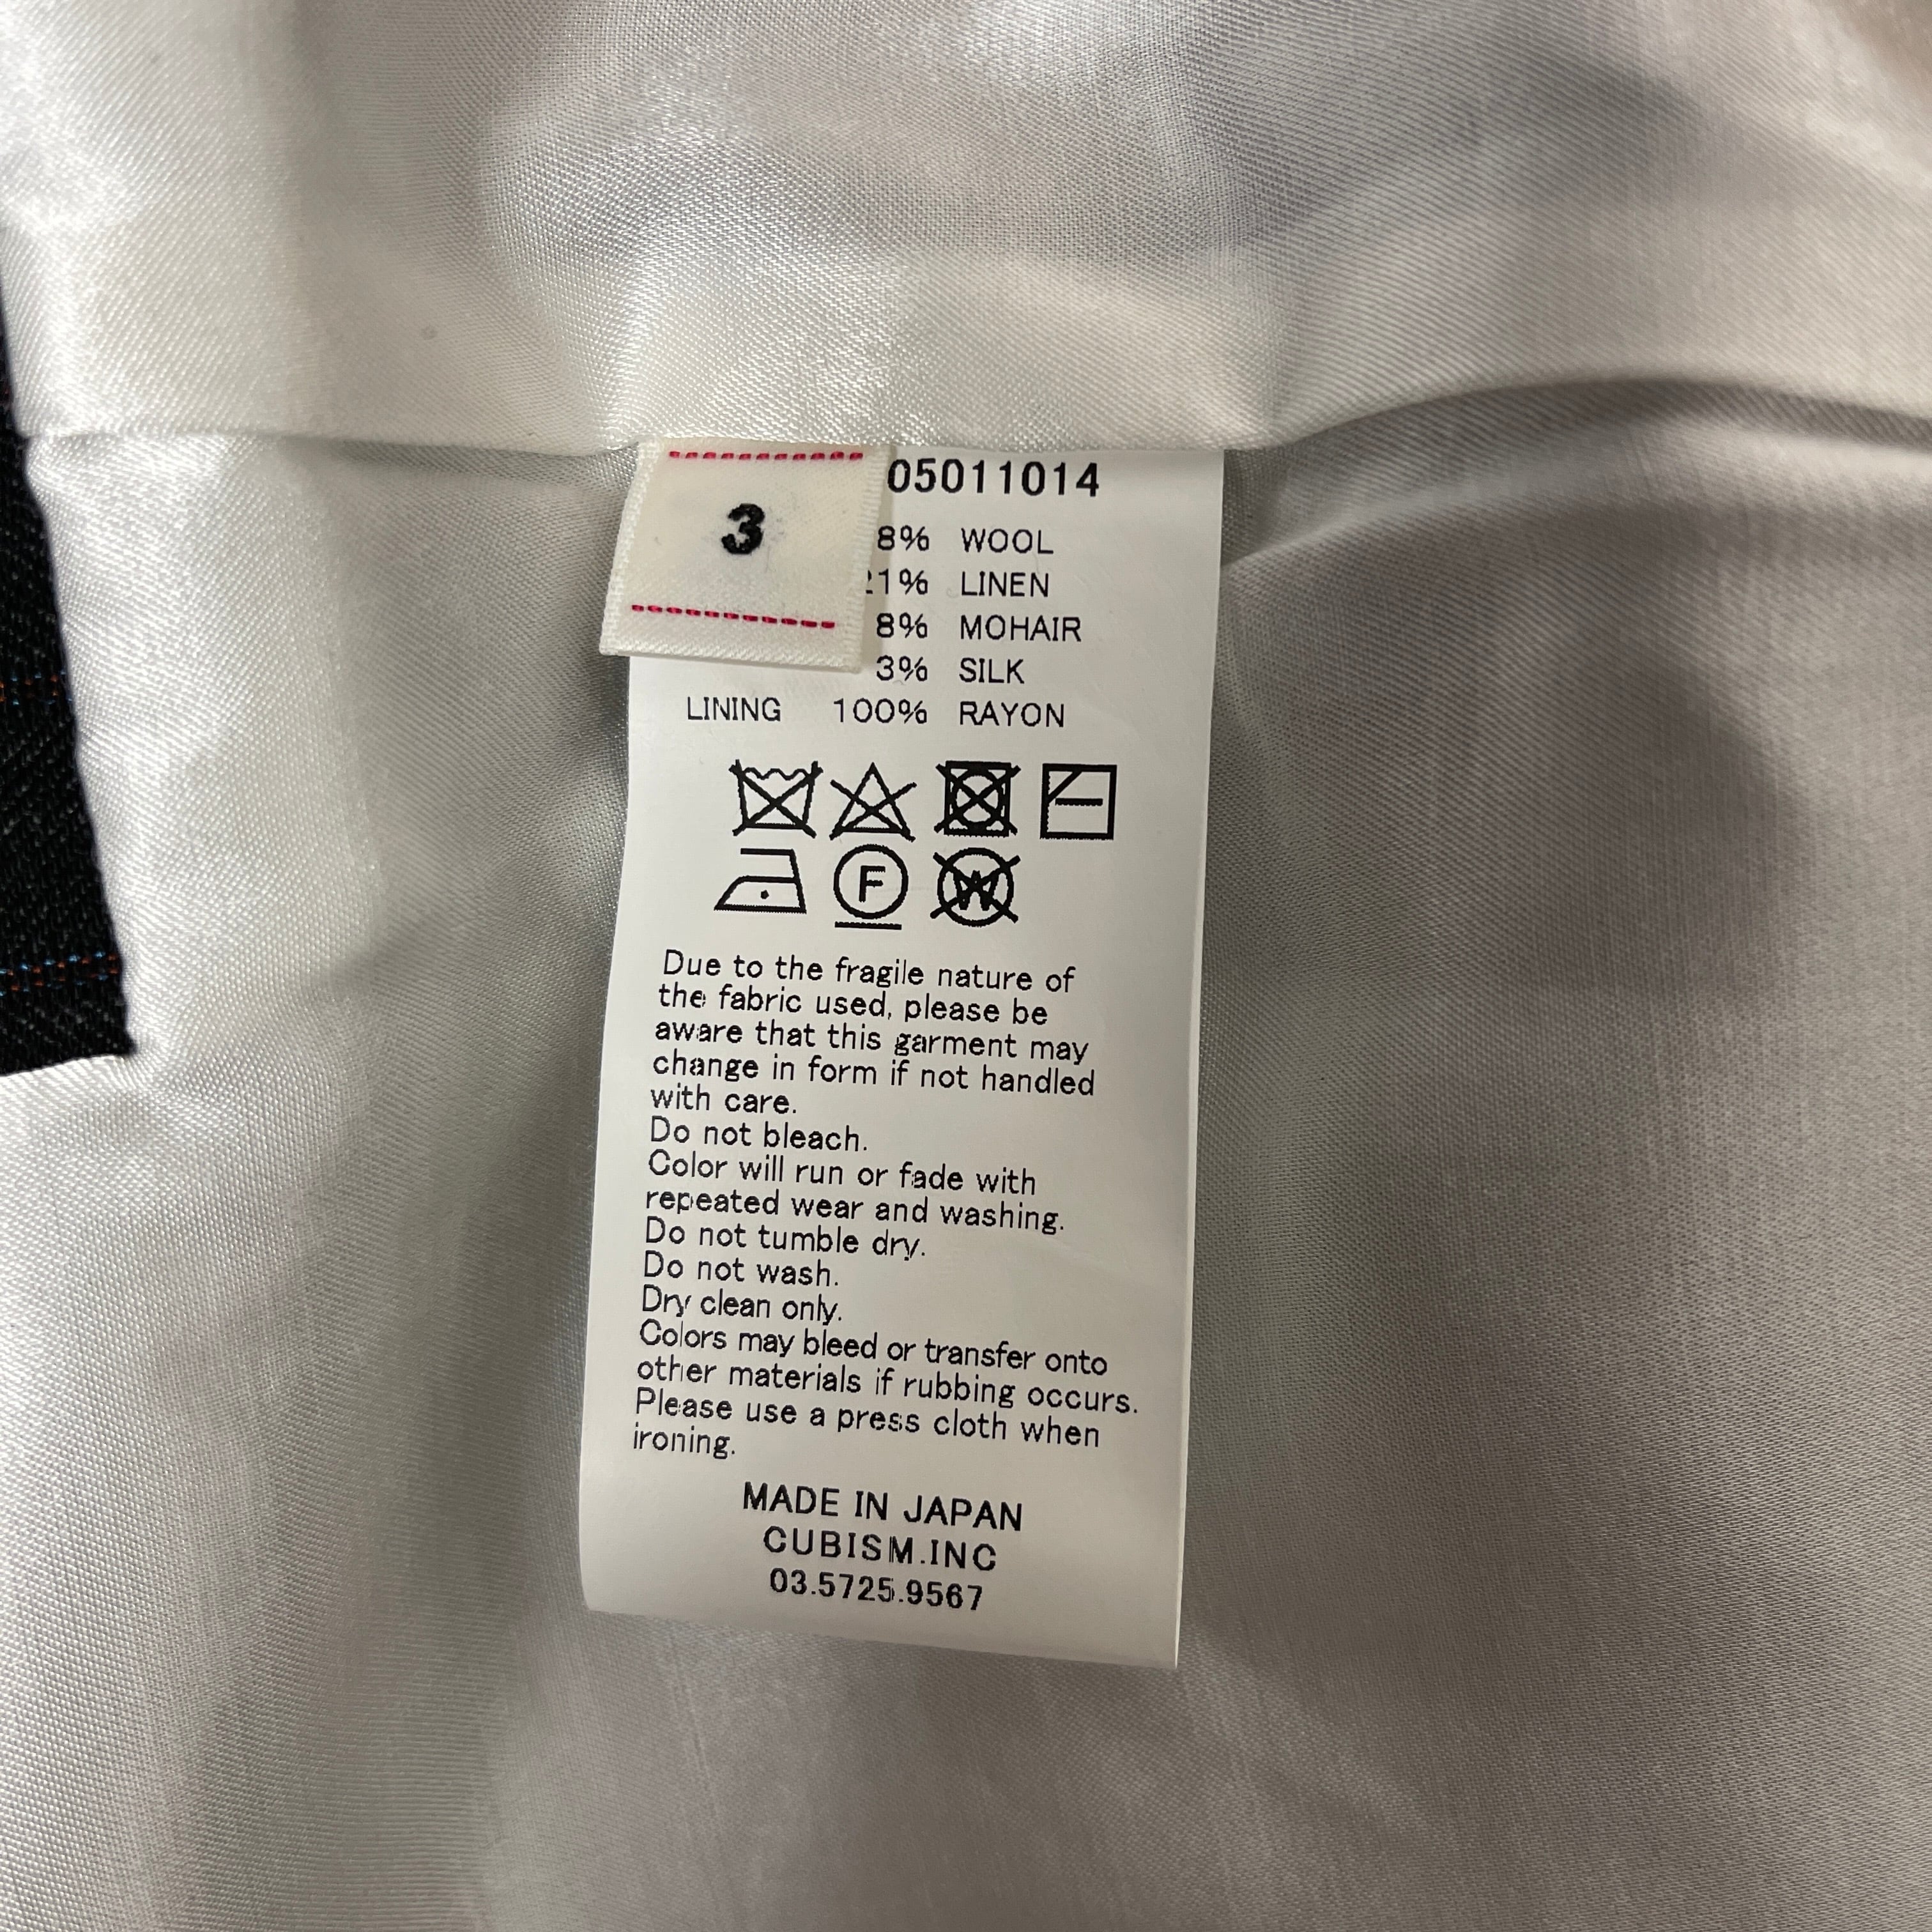 3
05011014
8% WOOL
21% LINEN
8% MOHAIR
3% SILK
LINING 100% RAYON
F
W
Due to the fragile nature of
the fabric used, please be
aware that this garment may
change in form if not handled
with care.
Do not bleach.
Color will run or fade with
repeated wear and washing.
Do not tumble dry.
Do not wash.
Dry clean only.
Colors may bleed or transfer onto
other materials if rubbing occurs.
Please use a press cloth when
ironing.
MADE IN JAPAN
CUBISM.INC
03.5725.9567